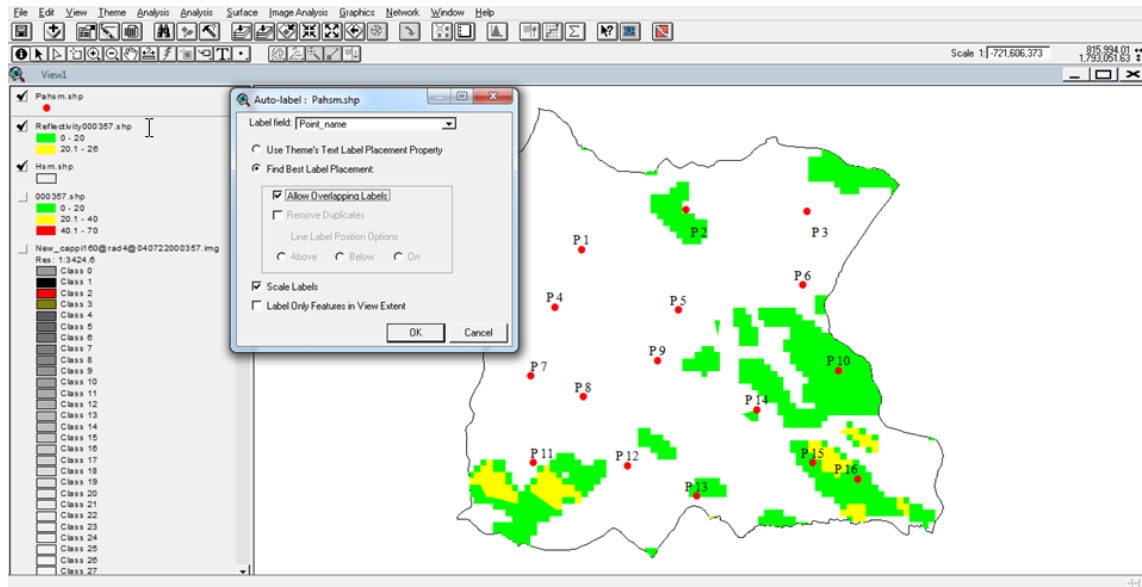 File Edit View Theme Analysis Analysis Surface Image Analysis Graphics Network Window Help
Scale 1: -721,606,373
815,994.01
1,793,051.63
View1
Pahsm.shp
Reflectivity000357.shp
0 - 20
20.1 - 26
Hsm.shp
000357.shp
0 - 20
20.1 - 40
40.1 - 70
New_cappi160@rad4@040722000357.img
Res: 1:3424.6
Class 0
Class 1
Class 2
Class 3
Class 4
Class 5
Class 6
Class 7
Class 8
Class 9
Class 10
Class 11
Class 12
Class 13
Class 14
Class 15
Class 16
Class 17
Class 18
Class 19
Class 20
Class 21
Class 22
Class 23
Class 24
Class 25
Class 26
Class 27
Auto-label : Pahsm.shp
Label field: Point_name
Use Theme's Text Label Placement Property
Find Best Label Placement:
Allow Overlapping Labels
Remove Duplicates
Line Label Position Options
Above Below On
Scale Labels
Label Only Features in View Extent
OK Cancel
P 1
P 2
P 3
P 4
P 5
P 6
P 7
P 8
P 9
P 10
P 11
P 12
P 13
P 14
P 15
P 16